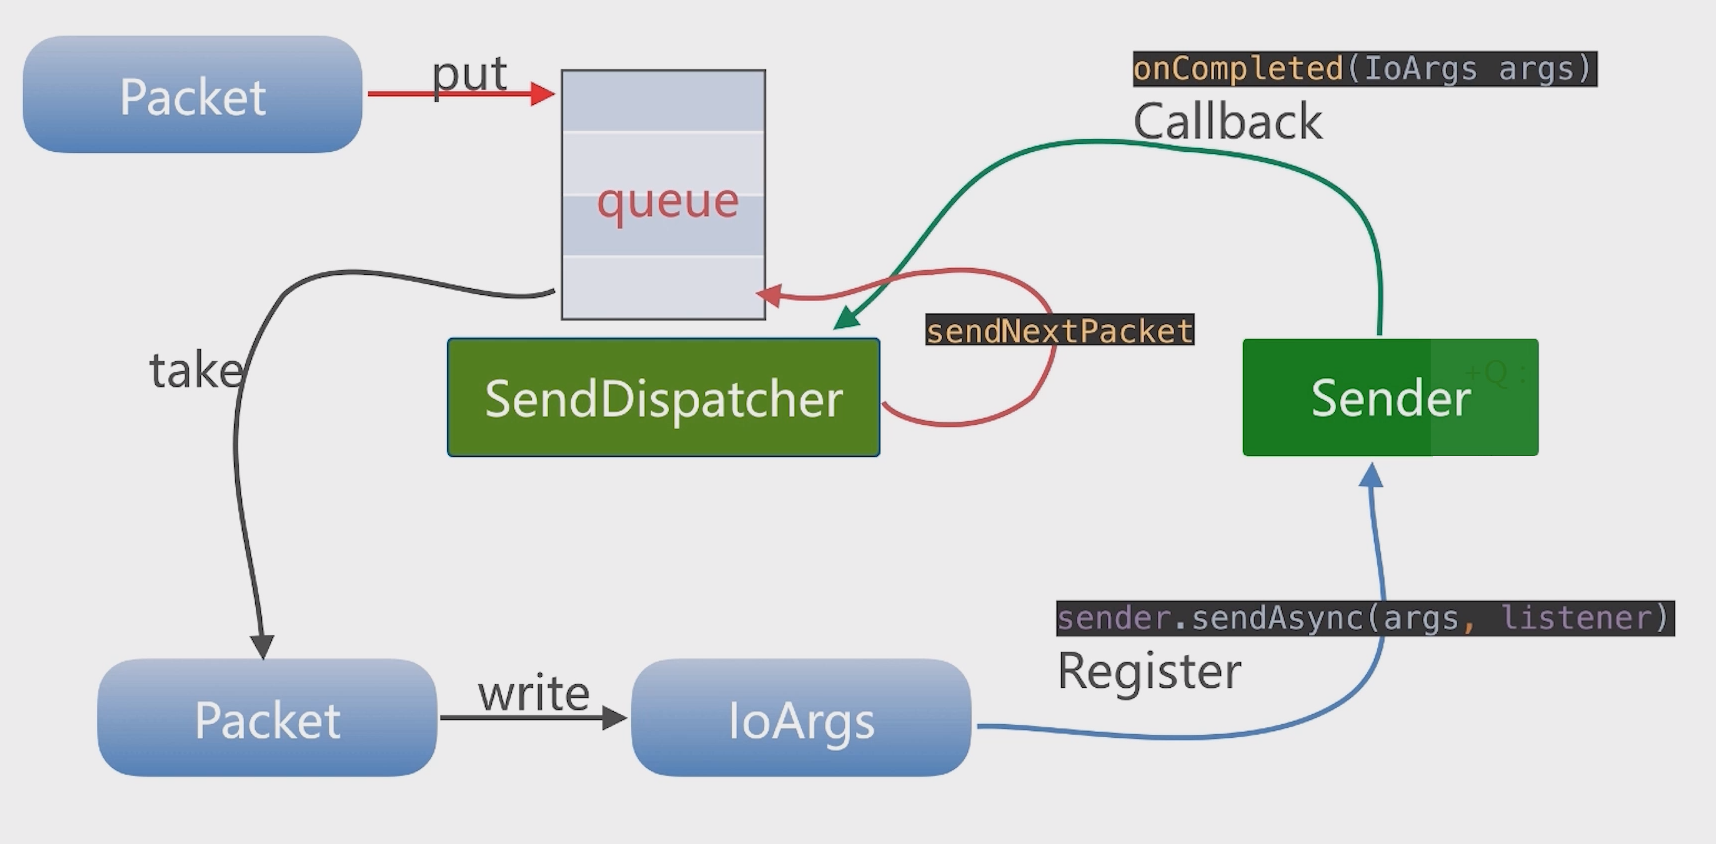 Packet
put
queue
onCompleted(IoArgs args)
Callback
sendNextPacket
take
SendDispatcher
Sender
+Q :
sender.sendAsync(args, listener)
Register
Packet
write
IoArgs